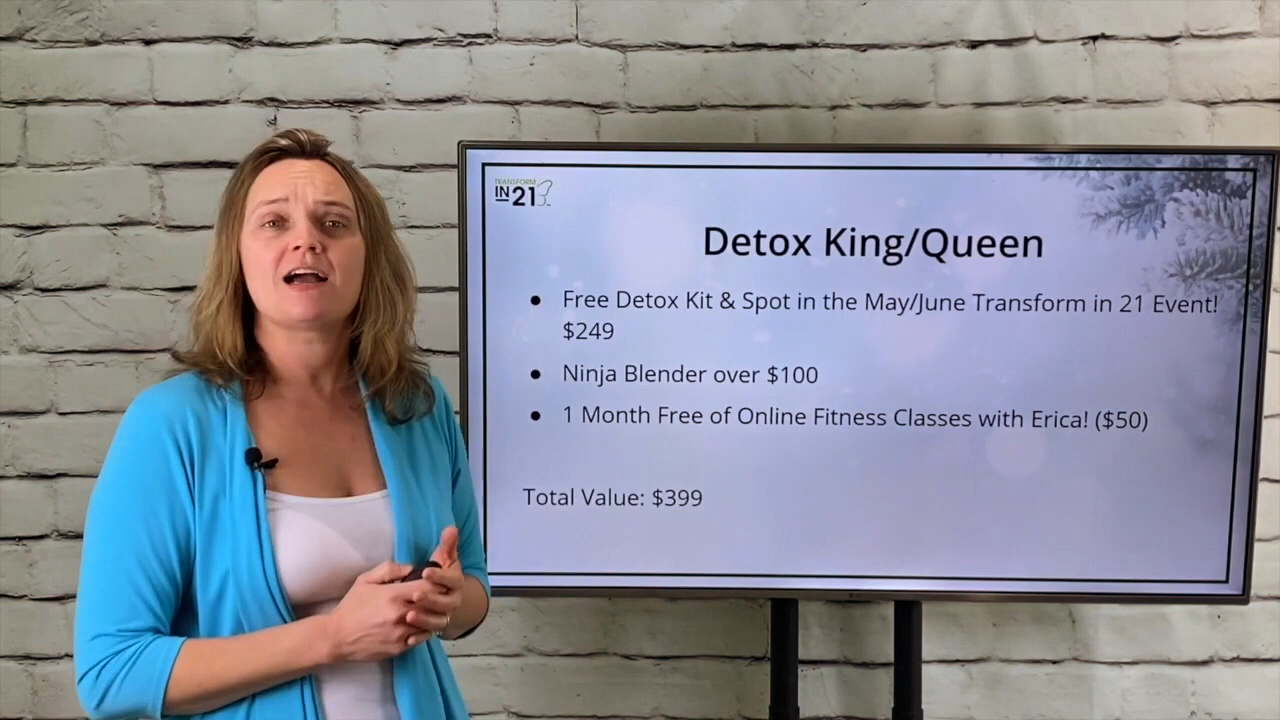 TRANSFORM
IN 21
Detox King/Queen
● Free Detox Kit & Spot in the May/June Transform in 21 Event!
$249
● Ninja Blender over $100
● 1 Month Free of Online Fitness Classes with Erica! ($50)
Total Value: $399